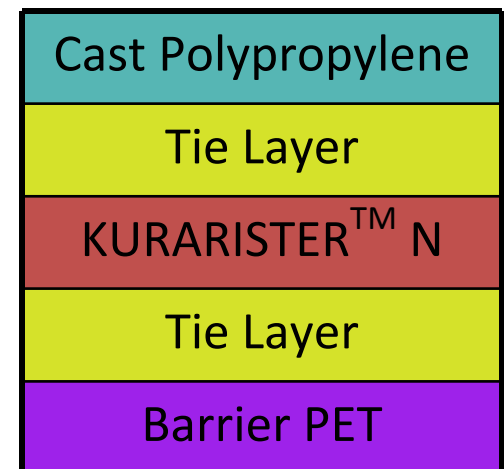 Cast Polypropylene
Tie Layer
KURARISTER™ N
Tie Layer
Barrier PET